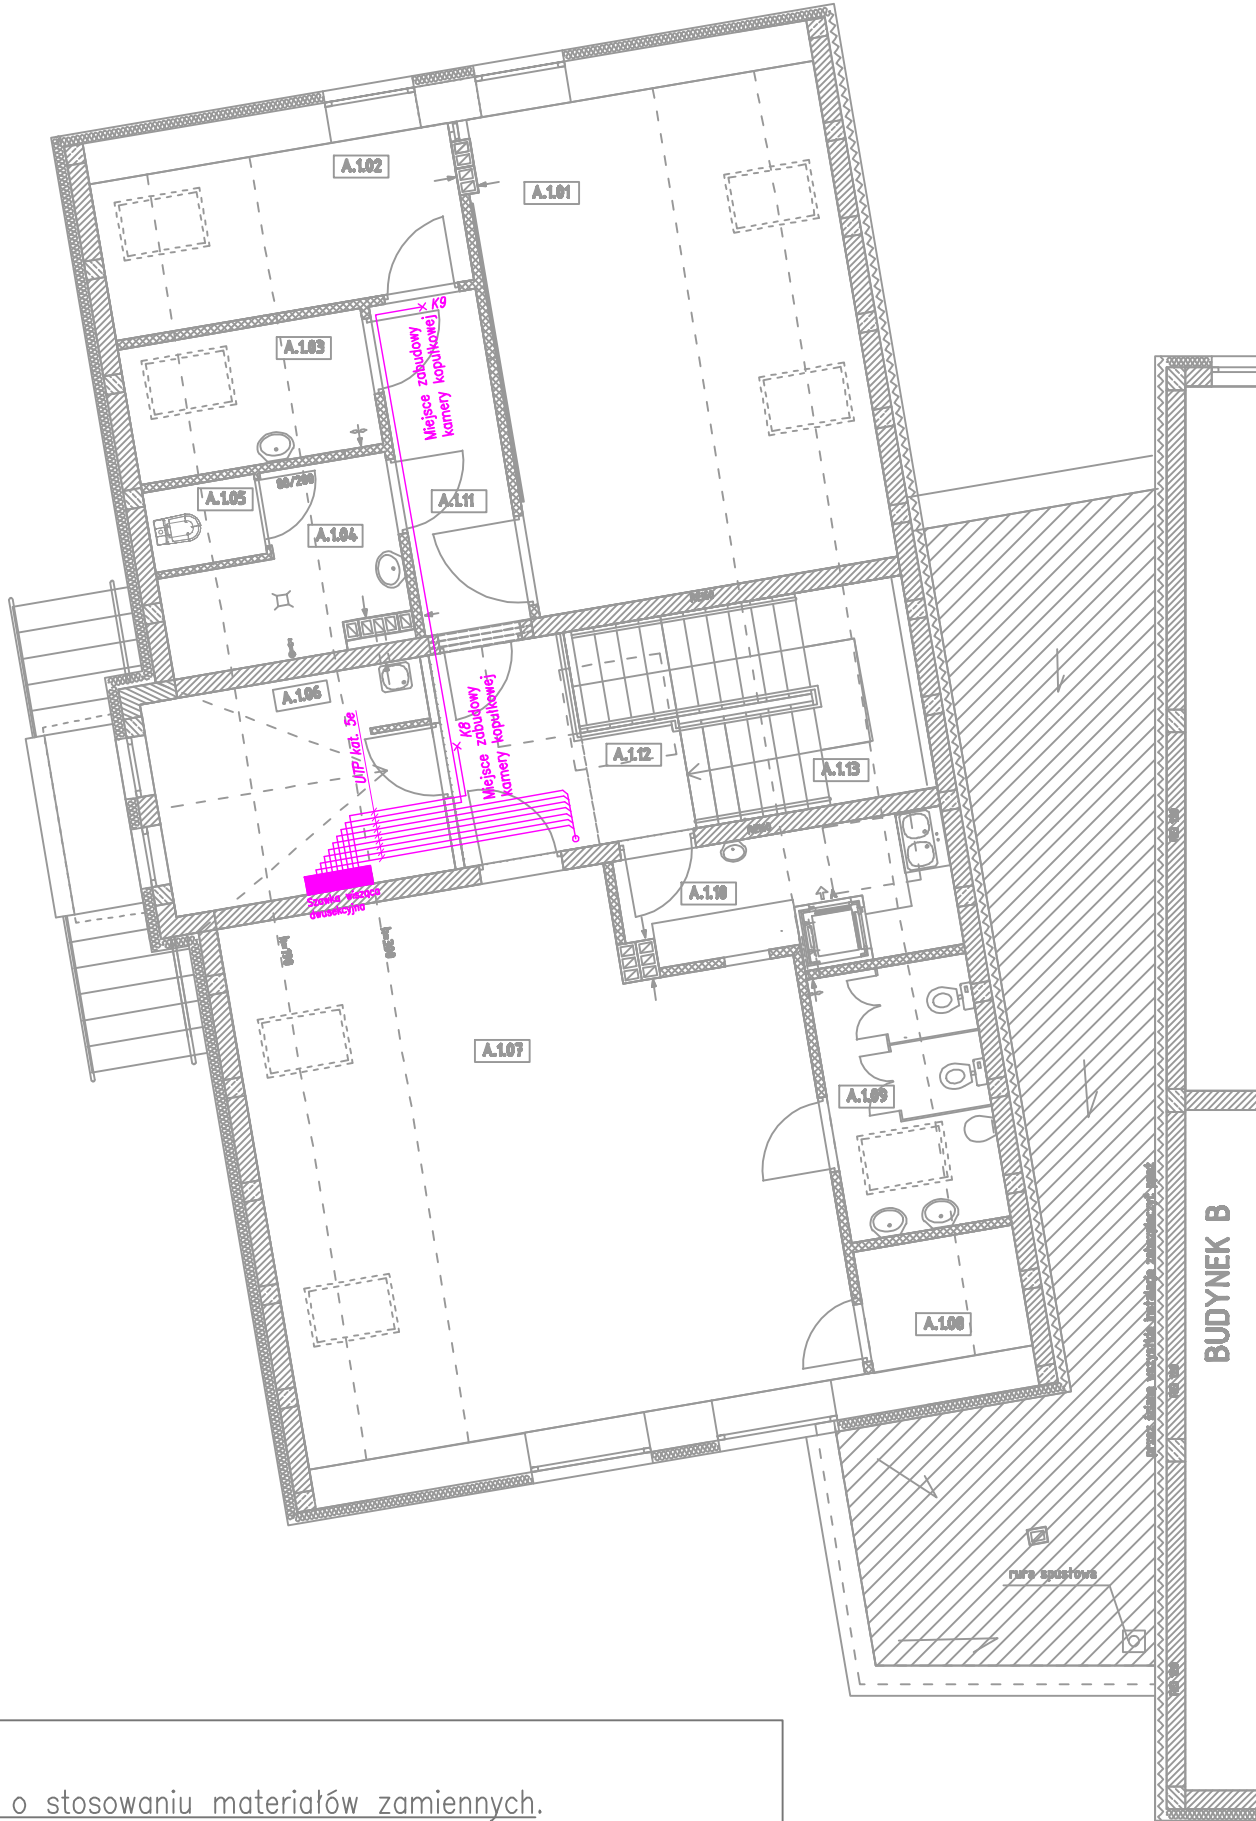 A.1.02
A.1.01
K9
Miejsce zabudowy
kamery kopułkowej
A.1.03
A.1.05
80/200
A.1.11
A.1.04
A.1.06
UTP kat. 5e
K8
Miejsce zabudowy
kamery kopułkowej
A.1.12
A.1.13
A.1.10
A
Szafka wisząca
dwusekcyjna
A.1.07
A.1.09
A.1.08
BUDYNEK B
rura spustowa
o stosowaniu materiałów zamiennych.